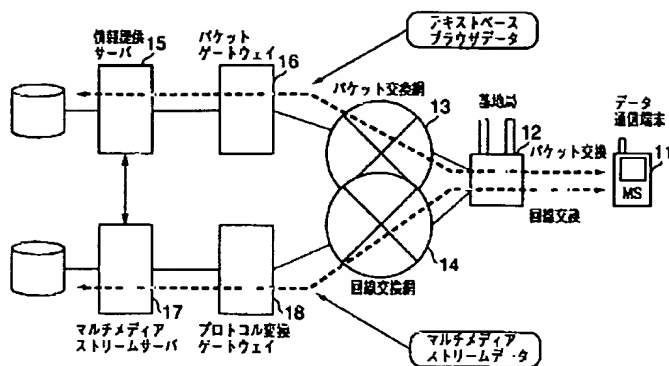 テキストベース
ブラウザデータ
情報提供
サーバ
15
パケット
ゲートウェイ
16
パケット交換網
13
基地局
12
データ
通信端末
11
パケット交換
MS
回線交換
14
回線交換網
17
マルチメディア
ストリームサーバ
18
プロトコル変換
ゲートウェイ
マルチメディア
ストリームデータ